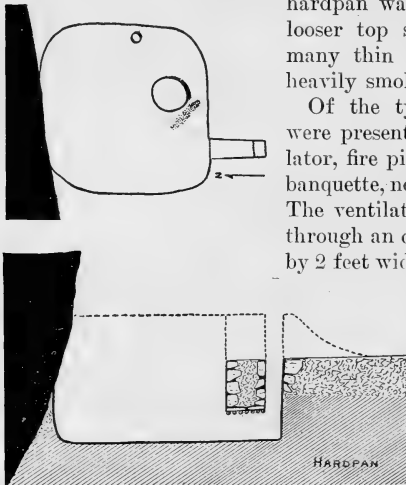 hardpan wa
looser top s
many thin
heavily smol
Of the ty
were present
lator, fire pi
banquette, ne
The ventilat
through an o
by 2 feet wid
N
HARDPAN